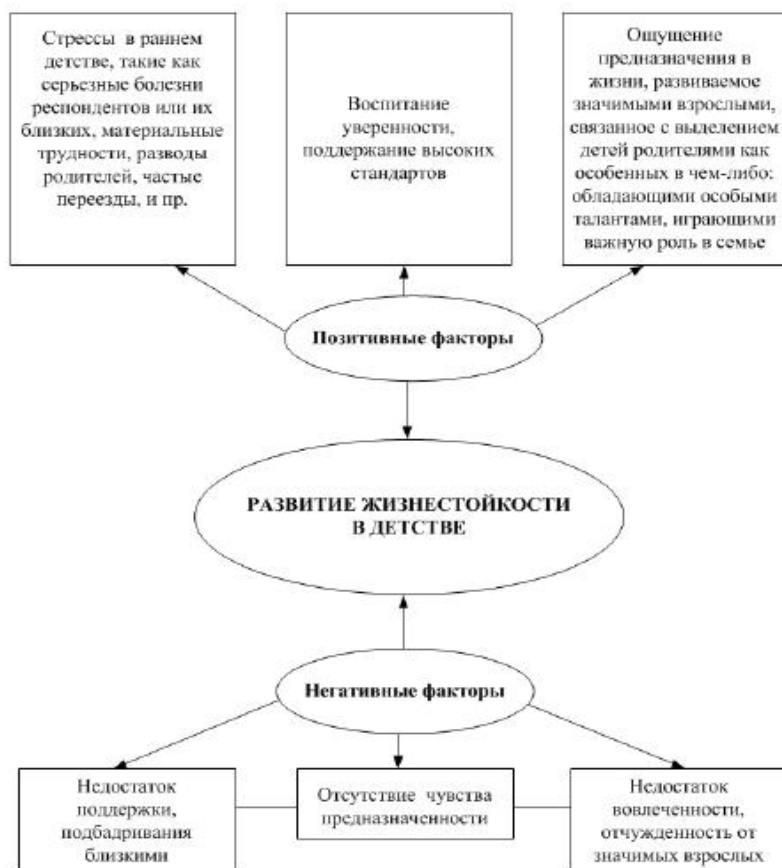 Стрессы в раннем
детстве, такие как
серьезные болезни
респондентов или их
близких, материальные
трудности, разводы
родителей, частые
переезды, и пр.
Воспитание
уверенности,
поддержание высоких
стандартов
Ощущение
предназначения в
жизни, развиваемое
значимыми взрослыми,
связанное с выделением
детей родителями как
особенных в чем-либо:
обладающими особыми
талантами, играющими
важную роль в семье
Позитивные факторы
РАЗВИТИЕ ЖИЗНЕСТОЙКОСТИ
В ДЕТСТВЕ
Негативные факторы
Недостаток
поддержки,
подбадривания
близкими
Отсутствие чувства
предназначенности
Недостаток
вовлеченности,
отчужденность от
значимых взрослых